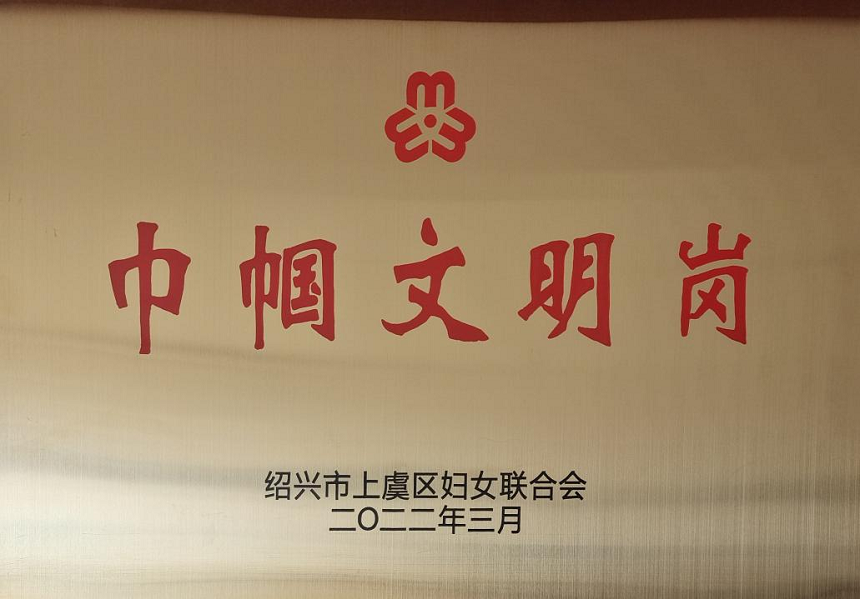 巾帼文明岗
绍兴市上虞区妇女联合会
二〇二二年三月